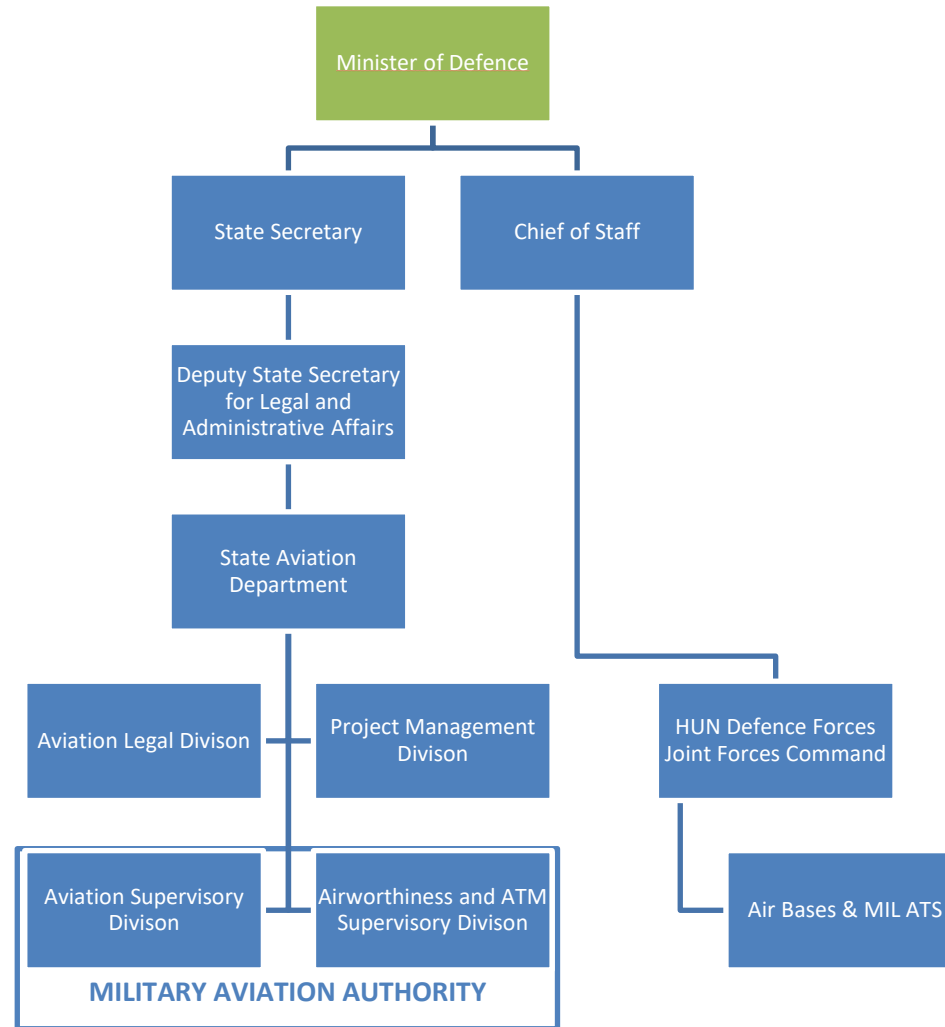 Minister of Defence
State Secretary
Chief of Staff
Deputy State Secretary
for Legal and
Administrative Affairs
State Aviation
Department
Aviation Legal Divison
Project Management
Divison
HUN Defence Forces
Joint Forces Command
Aviation Supervisory
Divison
Airworthiness and ATM
Supervisory Divison
Air Bases & MIL ATS
MILITARY AVIATION AUTHORITY